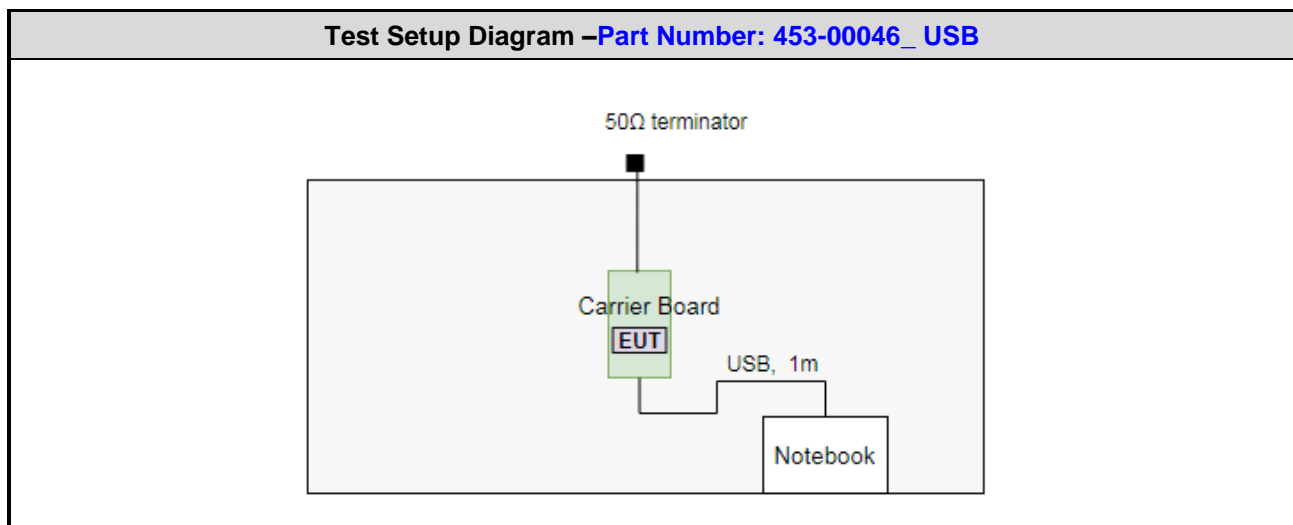 Test Setup Diagram –Part Number: 453-00046_ USB
50Ω terminator
Carrier Board
EUT
USB, 1m
Notebook